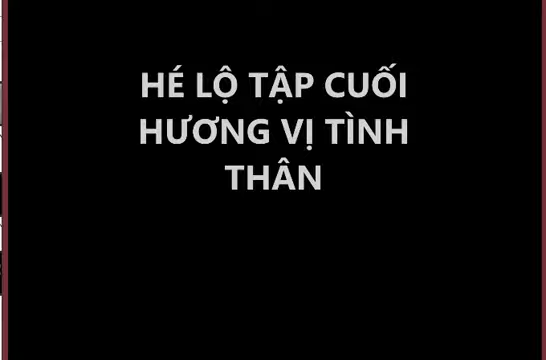 HÉ LỘ TẬP CUỐI
HƯƠNG VỊ TÌNH
THÂN